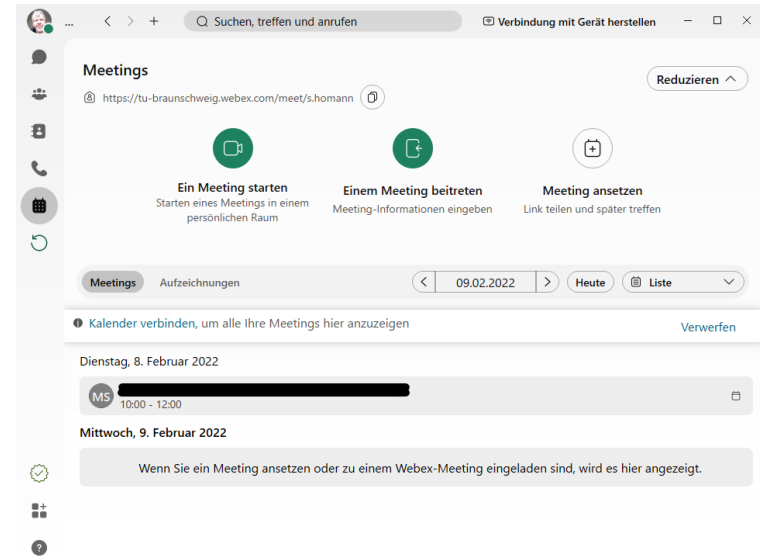 ...
Suchen, treffen und anrufen
Verbindung mit Gerät herstellen
Meetings
Reduzieren
https://tu-braunschweig.webex.com/meet/s.homann
Ein Meeting starten
Starten eines Meetings in einem
persönlichen Raum
Einem Meeting beitreten
Meeting-Informationen eingeben
Meeting ansetzen
Link teilen und später treffen
Meetings
Aufzeichnungen
09.02.2022
Heute
Liste
Kalender verbinden, um alle Ihre Meetings hier anzuzeigen
Verwerfen
Dienstag, 8. Februar 2022
MS
10:00 - 12:00
Mittwoch, 9. Februar 2022
Wenn Sie ein Meeting ansetzen oder zu einem Webex-Meeting eingeladen sind, wird es hier angezeigt.